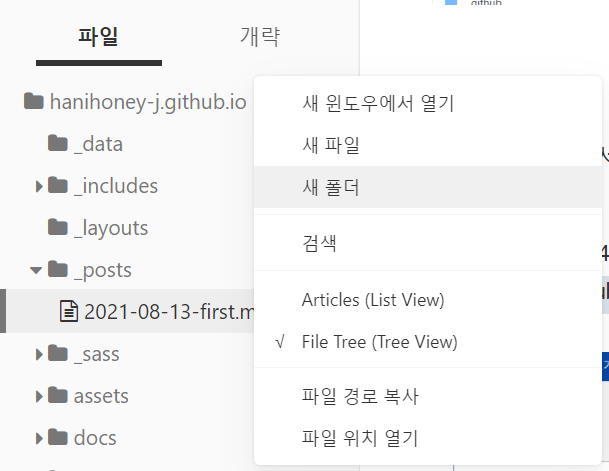 github
파일
개략
hanihoney-j.github.io
_data
_includes
_layouts
_posts
2021-08-13-first.m
_sass
assets
docs
새 윈도우에서 열기
새 파일
새 폴더
검색
Articles (List View)
√ File Tree (Tree View)
파일 경로 복사
파일 위치 열기